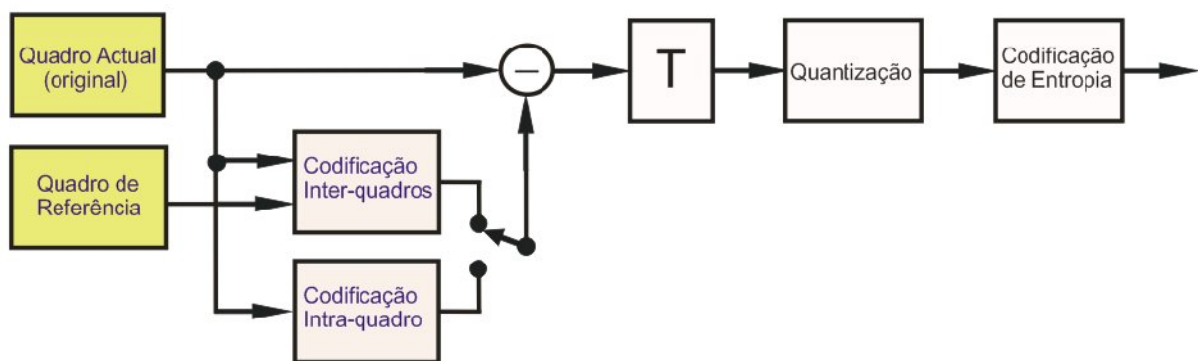 Quadro Actual
(original)
T
Quantização
Codificação
de Entropia
Quadro de
Referência
Codificação
Inter-quadros
Codificação
Intra-quadro